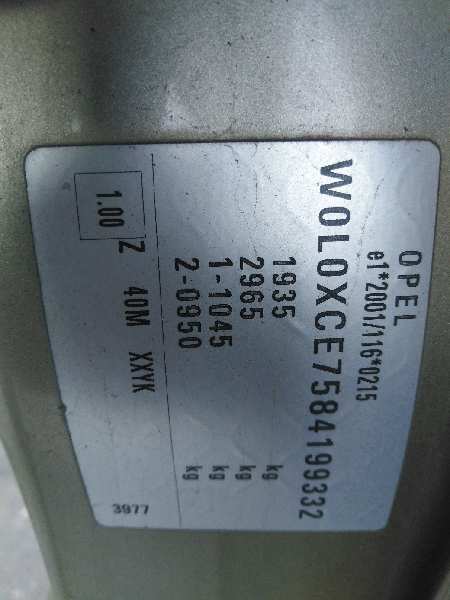 OPEL
e1*2001/116*0215
W0L0XCE7584199332
1935 kg
2965 kg
1-1045 kg
2-0950 kg
1.00 Z 40M XXYK
3977